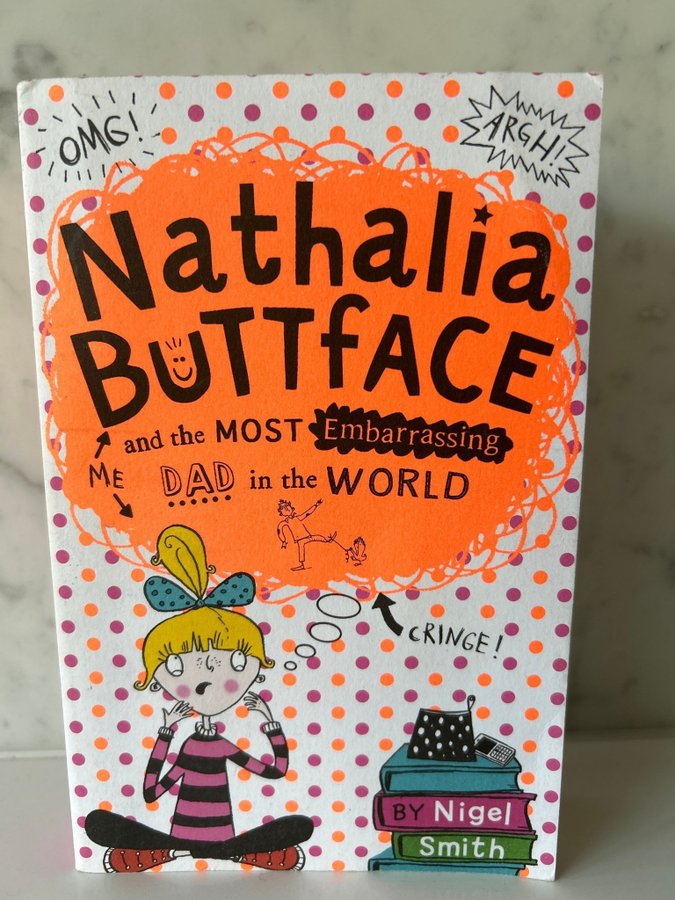 OMG!
ARGH!
Nathalia
BUTTfACE
and the MOST Embarrassing
ME
DAD in the WORLD
CRINGE!
BY Nigel
Smith